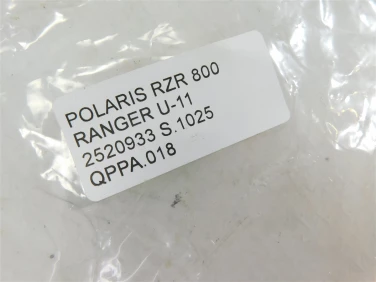 POLARIS RZR 800
RANGER U-11
2520933 S.1025
QPPA.018